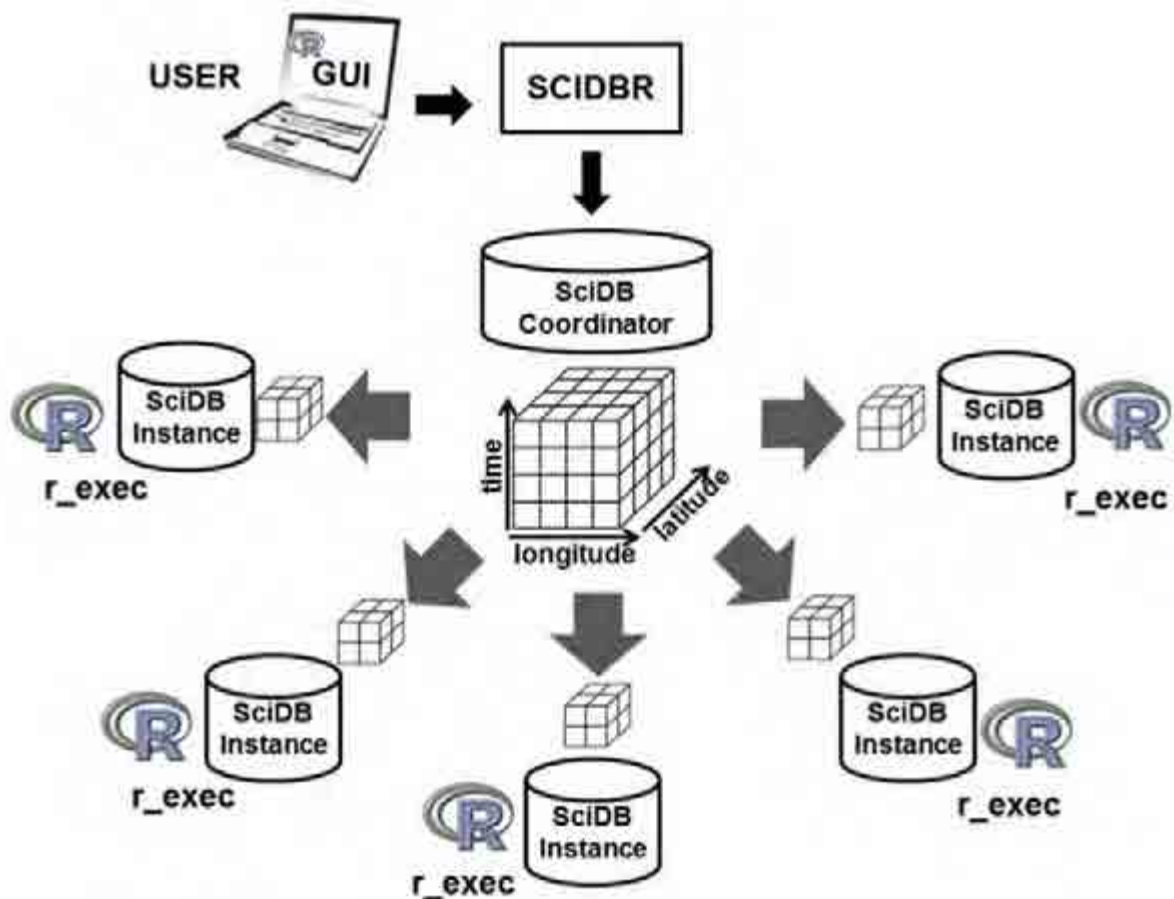 USER
R
GUI
SCIDBR
SciDB
Coordinator
R
SciDB
Instance
r_exec
time
longitude
latitude
SciDB
Instance
R
r_exec
R
SciDB
Instance
r_exec
R
SciDB
Instance
r_exec
SciDB
Instance
R
r_exec